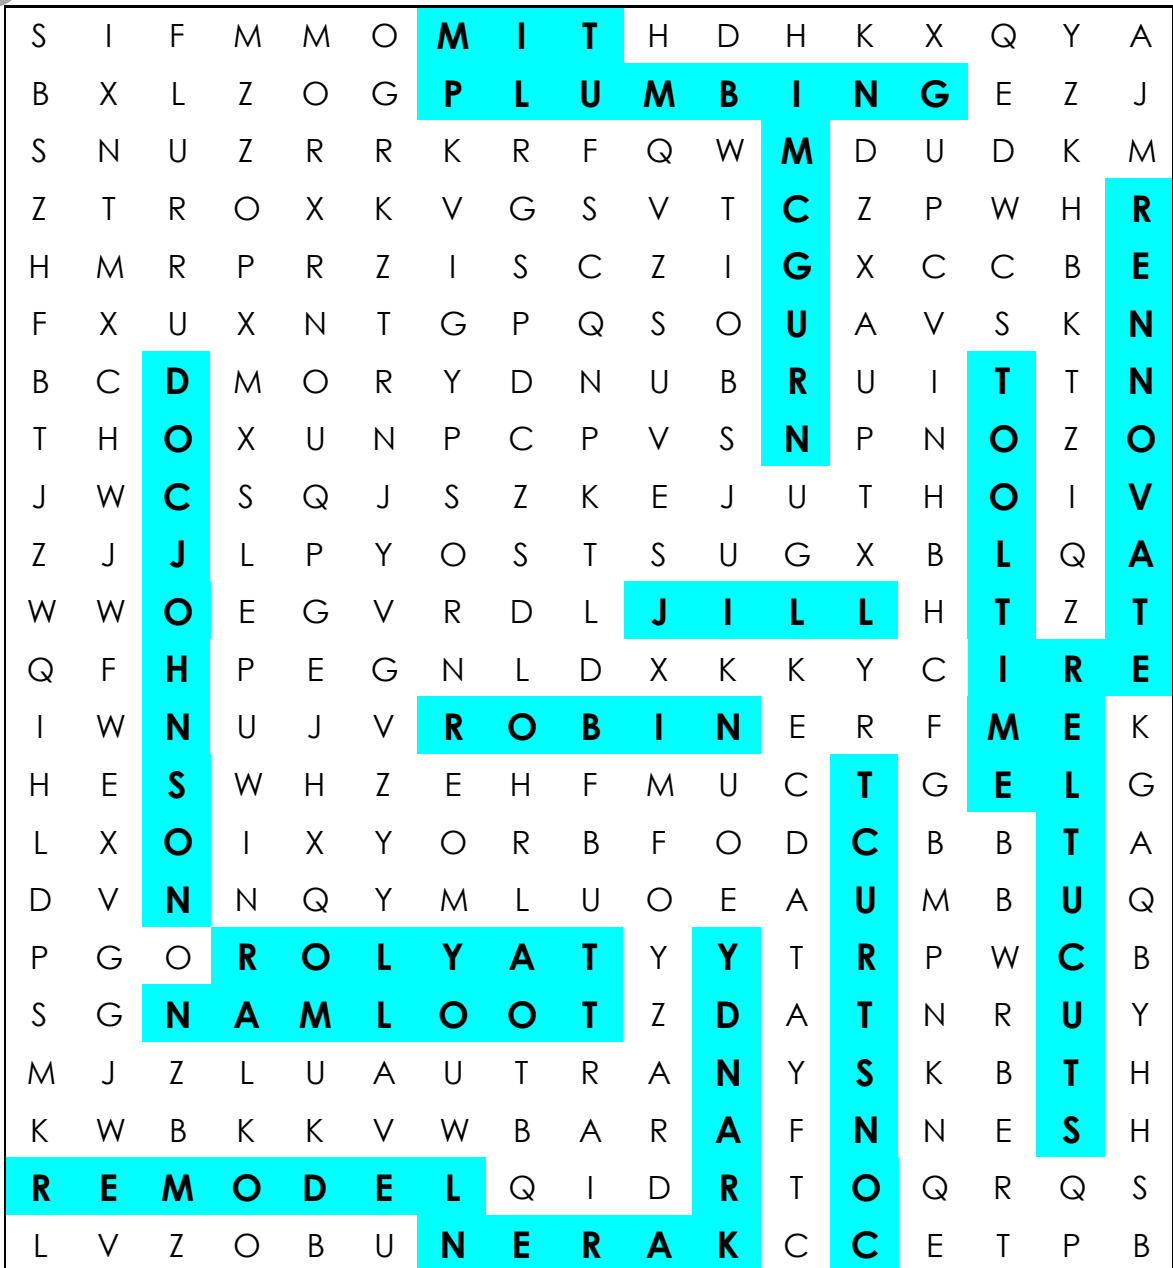 S I F M M O M I T H D H K X Q Y A
B X L Z O G P L U M B I N G E Z J
S N U Z R R K R F Q W M D U D K M
Z T R O X K V G S V T C Z P W H R
H M R P R Z I S C Z I G X C C B E
F X U X N T G P Q S O U A V S K N
B C D M O R Y D N U B R U I T T N
T H O X U N P C P V S N P N O Z O
J W C S Q J S Z K E J U T H O I V
Z J J L P Y O S T S U G X B L Q A
W W O E G V R D L J I L L H T Z T
Q F H P E G N L D X K K Y C I R E
I W N U J V R O B I N E R F M E K
H E S W H Z E H F M U C T G E L G
L X O I X Y O R B F O D C B B T A
D V N N Q Y M L U O E A U M B U Q
P G O R O L Y A T Y Y T R P W C B
S G N A M L O O T Z D A T N R U Y
M J Z L U A U T R A N Y S K B T H
K W B K K V W B A R A F N N E S H
R E M O D E L Q I D R T O Q R Q S
L V Z O B U N E R A K C C E T P B